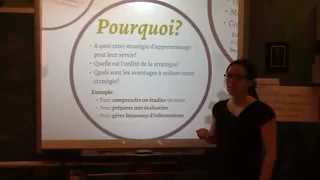 Pourquoi?
• À quoi cette stratégie d'apprentissage
peut leur servir?
• Quelle est l'utilité de la stratégie?
• Quels sont les avantages à utiliser cette
stratégie?
Exemple:
• Pour comprendre en études un texte
• Pour préparer une évaluation
• Pour gérer beaucoup d'informations